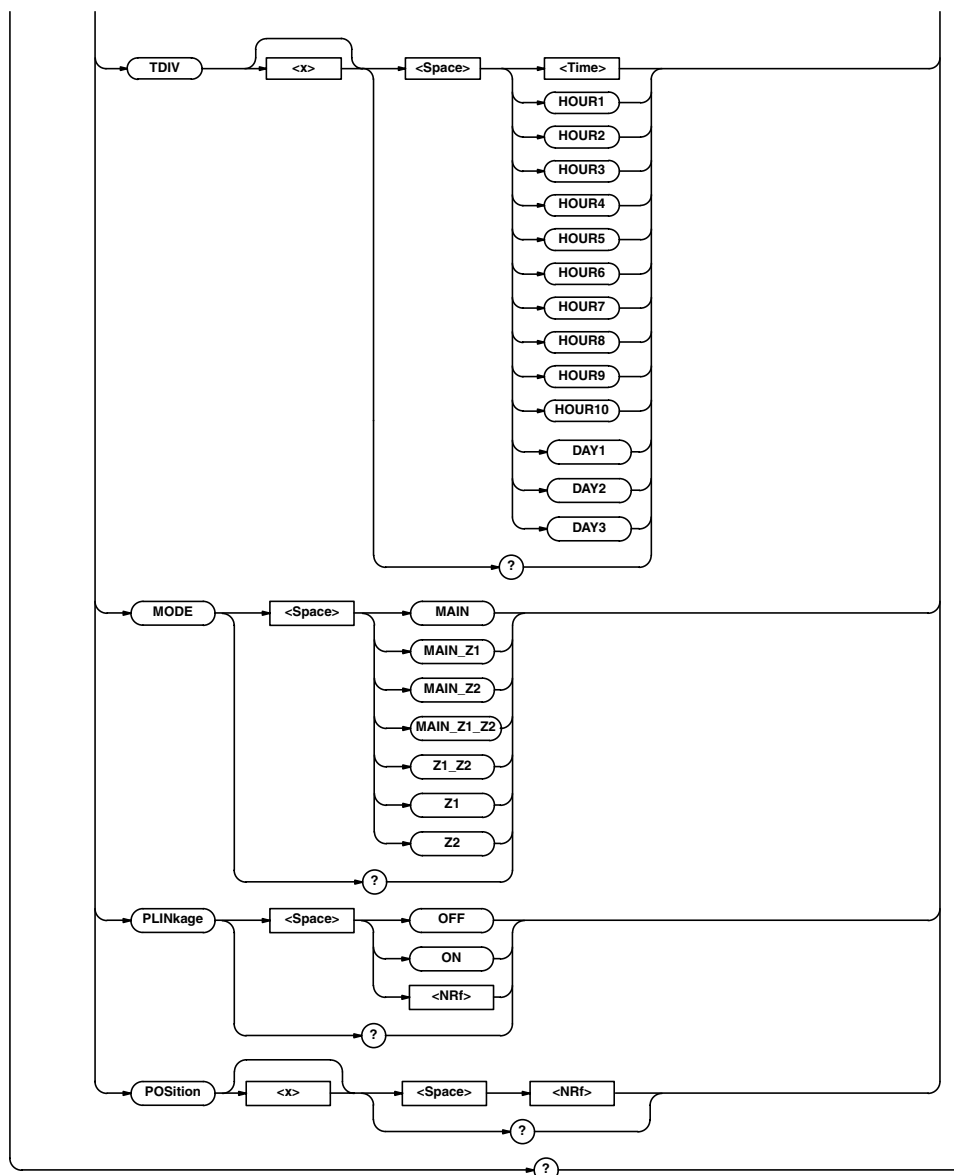 TDIV <x> <Space> <Time>
HOUR1
HOUR2
HOUR3
HOUR4
HOUR5
HOUR6
HOUR7
HOUR8
HOUR9
HOUR10
DAY1
DAY2
DAY3
?
MODE <Space> MAIN
MAIN_Z1
MAIN_Z2
MAIN_Z1_Z2
Z1_Z2
Z1
Z2
?
PLINkage <Space> OFF
ON
<NRf>
?
POSition <x> <Space> <NRf>
?
?